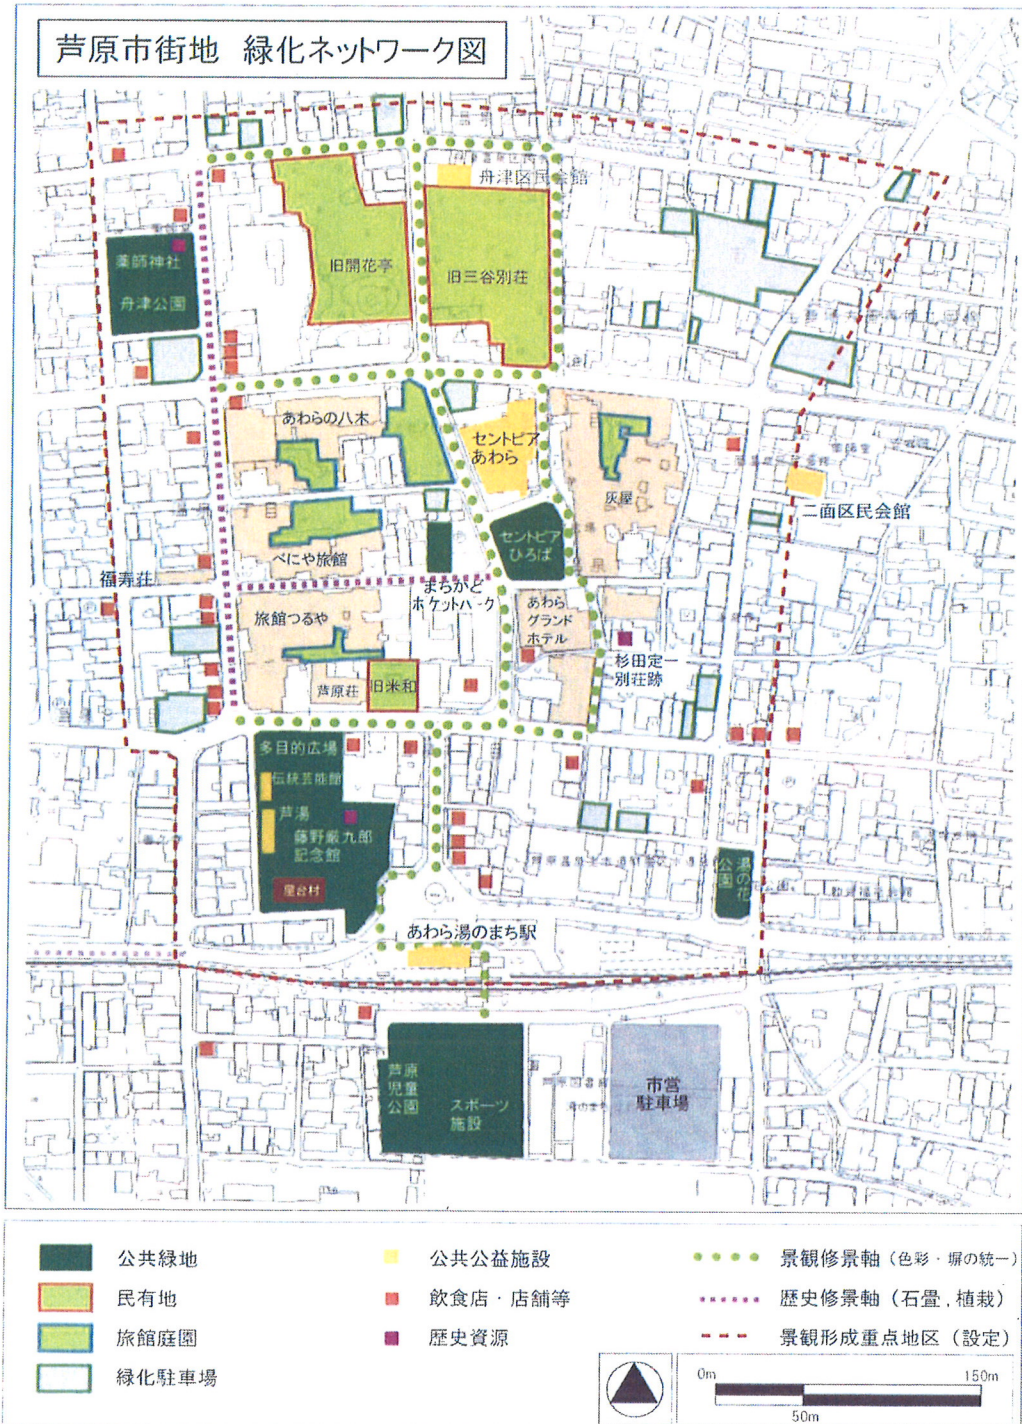 芦原市街地 緑化ネットワーク図
舟津区民会館
薬師神社
舟津公園
旧開花亭
旧三谷別荘
あわらの八木
セントピア
あわら
灰屋
二面区民会館
セントピア
ひろば
べにや旅館
福寿荘
まちかど
ポケットパーク
旅館つるや
あわら
グランド
ホテル
杉田定一
別荘跡
芦原荘
旧米和
多目的広場
伝統芸能館
芦湯
藤野厳九郎
記念館
屋台村
湯の花
公園
あわら湯のまち駅
芦原
児童
公園
スポーツ
施設
市営
駐車場
公共緑地
公共公益施設
景観修景軸（色彩・塀の統一）
民有地
飲食店・店舗等
歴史修景軸（石畳,植栽）
旅館庭園
歴史資源
景観形成重点地区（設定）
緑化駐車場
0m
150m
50m